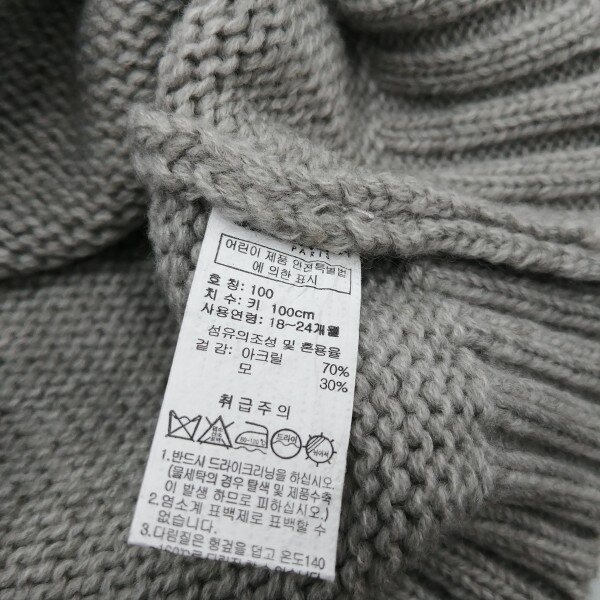 PARIS
어린이 제품 안전특별법
에 의한 표시
호 칭: 100
치 수: 키 100cm
사용연령: 18~24개월
섬유의조성 및 혼용율
겉 감: 아크릴 70%
모 30%
취급주의
드라이
1.반드시 드라이크리닝을 하십시오.
(물세탁의 경우 탈색 및 제품수축
이 발생 하므로 피하십시오.)
2.염소계 표백제로 표백할 수
없습니다.
3.다림질은 헝겊을 덮고 온도140